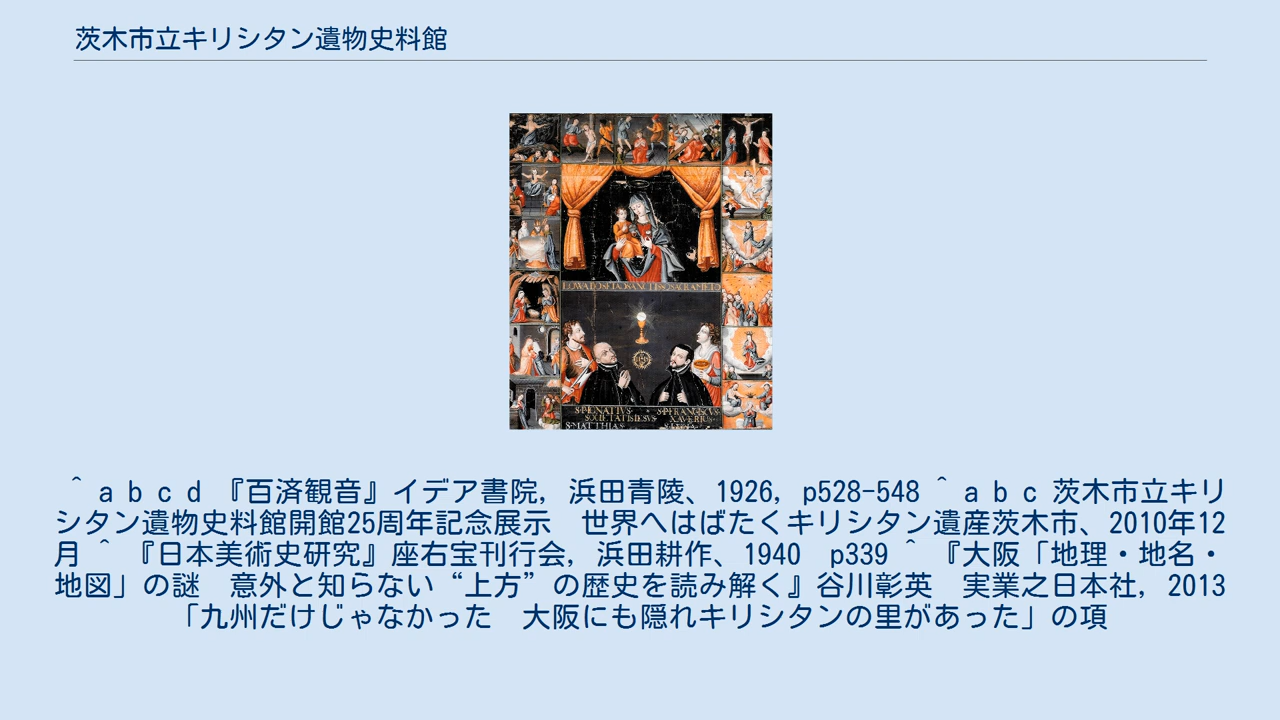 茨木市立キリシタン遺物史料館
S·P·IGNATIVS·
SOCIETATIS IESVS·
S·P·FRANCISCVS
XAVERIVS·
S·MATTHIAS·
^ a b c d 『百済観音』イデア書院, 浜田青陵、1926, p528-548 ^ a b c 茨木市立キリ
シタン遺物史料館開館25周年記念展示　世界へはばたくキリシタン遺産茨木市、2010年12
月 ^ 『日本美術史研究』座右宝刊行会, 浜田耕作、1940　p339 ^ 『大阪「地理・地名・
地図」の謎　意外と知らない“上方”の歴史を読み解く』谷川彰英　実業之日本社, 2013
「九州だけじゃなかった　大阪にも隠れキリシタンの里があった」の項